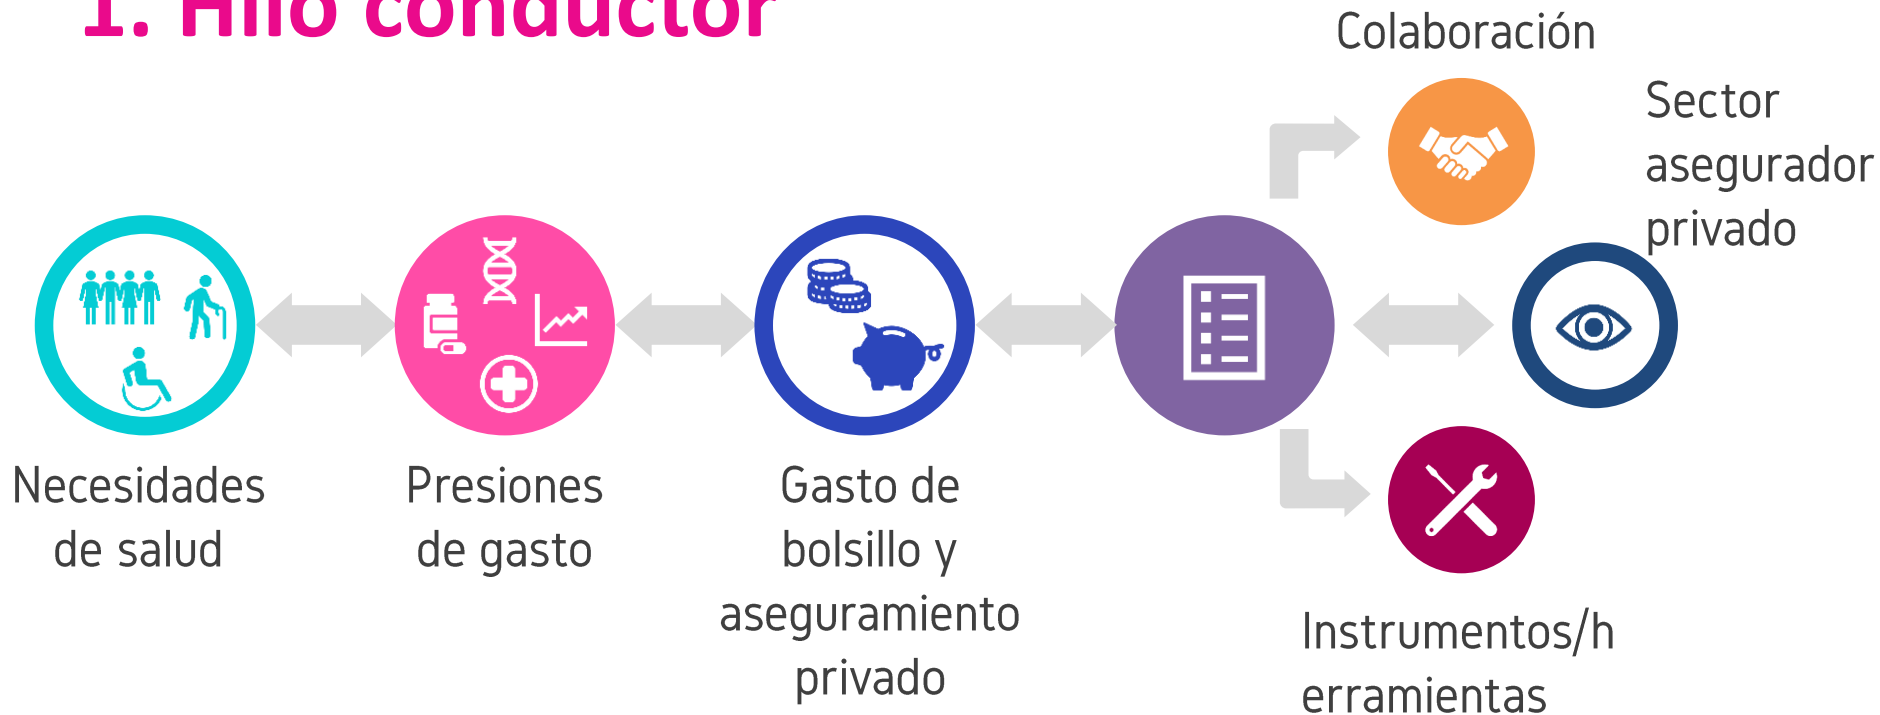 1. Hilo conductor
Colaboración
Sector
asegurador
privado
Necesidades
de salud
Presiones
de gasto
Gasto de
bolsillo y
aseguramiento
privado
Instrumentos/h
erramientas